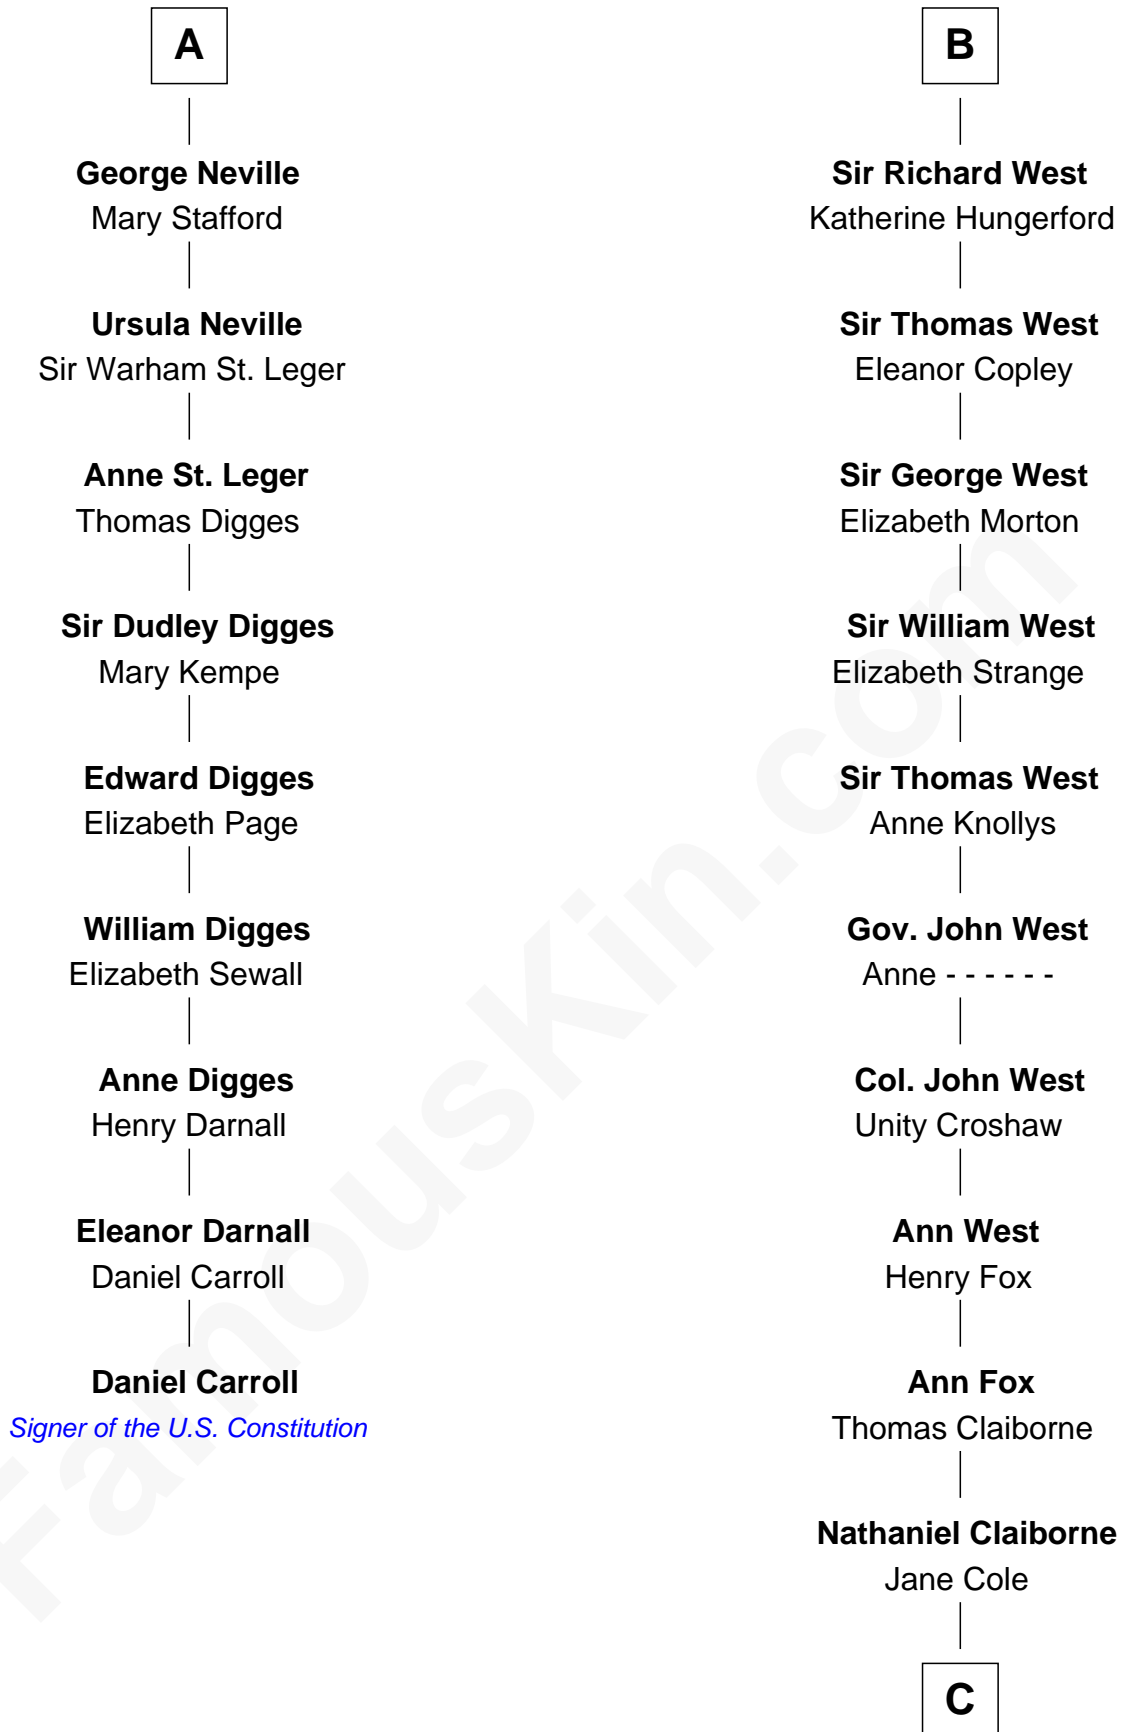 A
George Neville
Mary Stafford
Ursula Neville
Sir Warham St. Leger
Anne St. Leger
Thomas Digges
Sir Dudley Digges
Mary Kempe
Edward Digges
Elizabeth Page
William Digges
Elizabeth Sewall
Anne Digges
Henry Darnall
Eleanor Darnall
Daniel Carroll
Daniel Carroll
Signer of the U.S. Constitution
B
Sir Richard West
Katherine Hungerford
Sir Thomas West
Eleanor Copley
Sir George West
Elizabeth Morton
Sir William West
Elizabeth Strange
Sir Thomas West
Anne Knollys
Gov. John West
Anne - - - - - -
Col. John West
Unity Croshaw
Ann West
Henry Fox
Ann Fox
Thomas Claiborne
Nathaniel Claiborne
Jane Cole
C
FamousKin.com